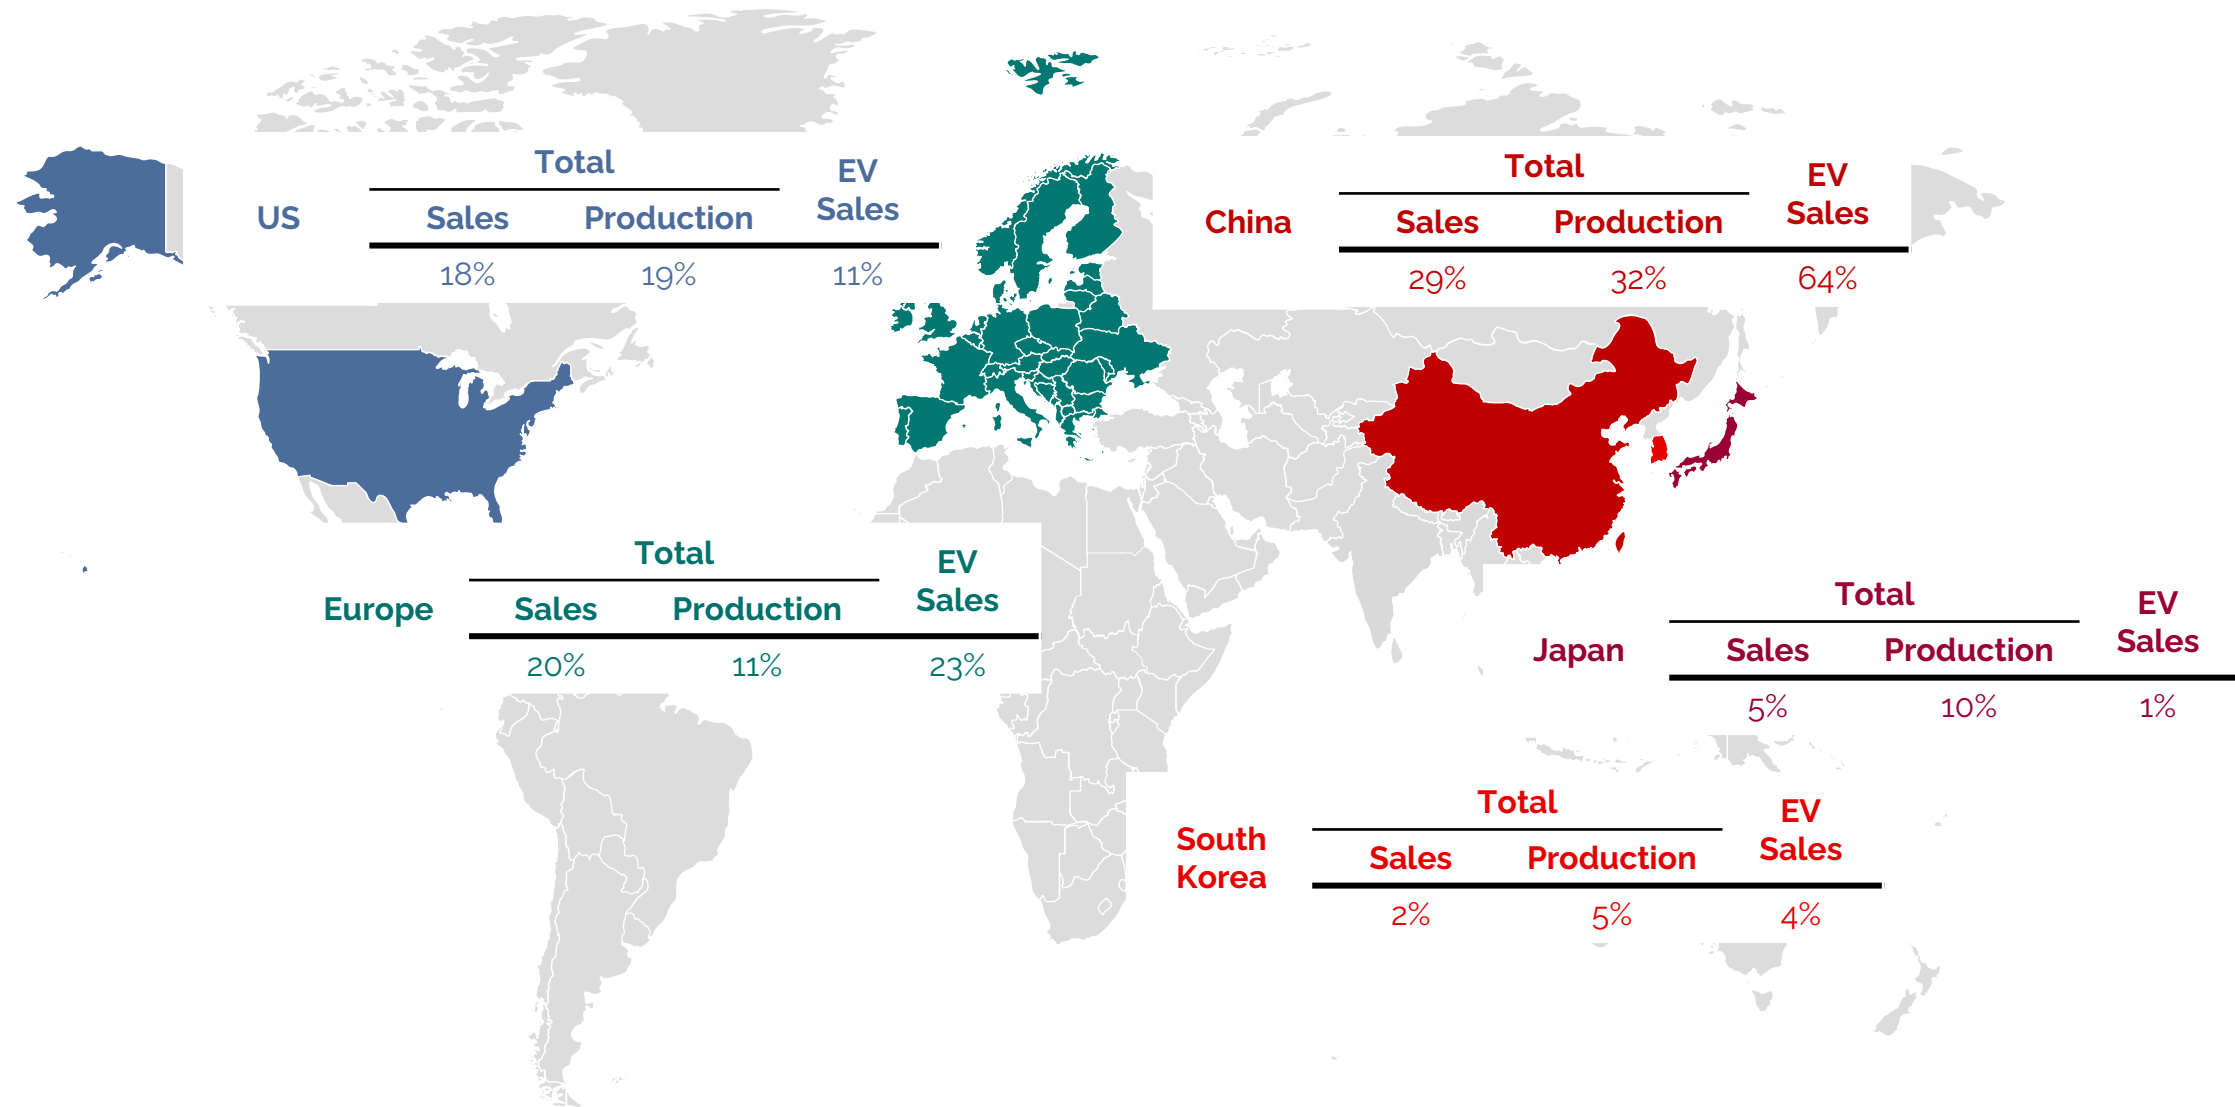 Total
EV
Sales
US
Sales Production
18% 19% 11%
Total
EV
Sales
China
Sales Production
29% 32% 64%
Total
EV
Sales
Europe
Sales Production
20% 11% 23%
Total
EV
Sales
Japan
Sales Production
5% 10% 1%
Total
EV
Sales
South
Korea
Sales Production
2% 5% 4%